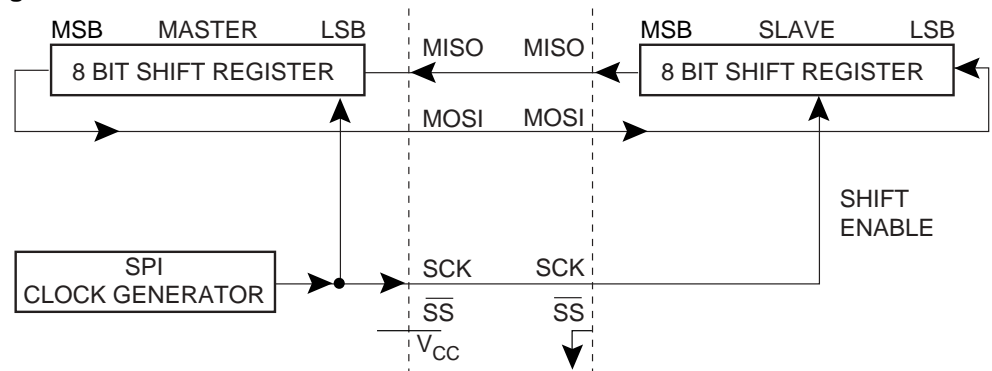 MSB MASTER LSB
8 BIT SHIFT REGISTER
MISO MISO
MSB SLAVE LSB
8 BIT SHIFT REGISTER
MOSI MOSI
SHIFT
ENABLE
SPI
CLOCK GENERATOR
SCK SCK
SS SS
VCC